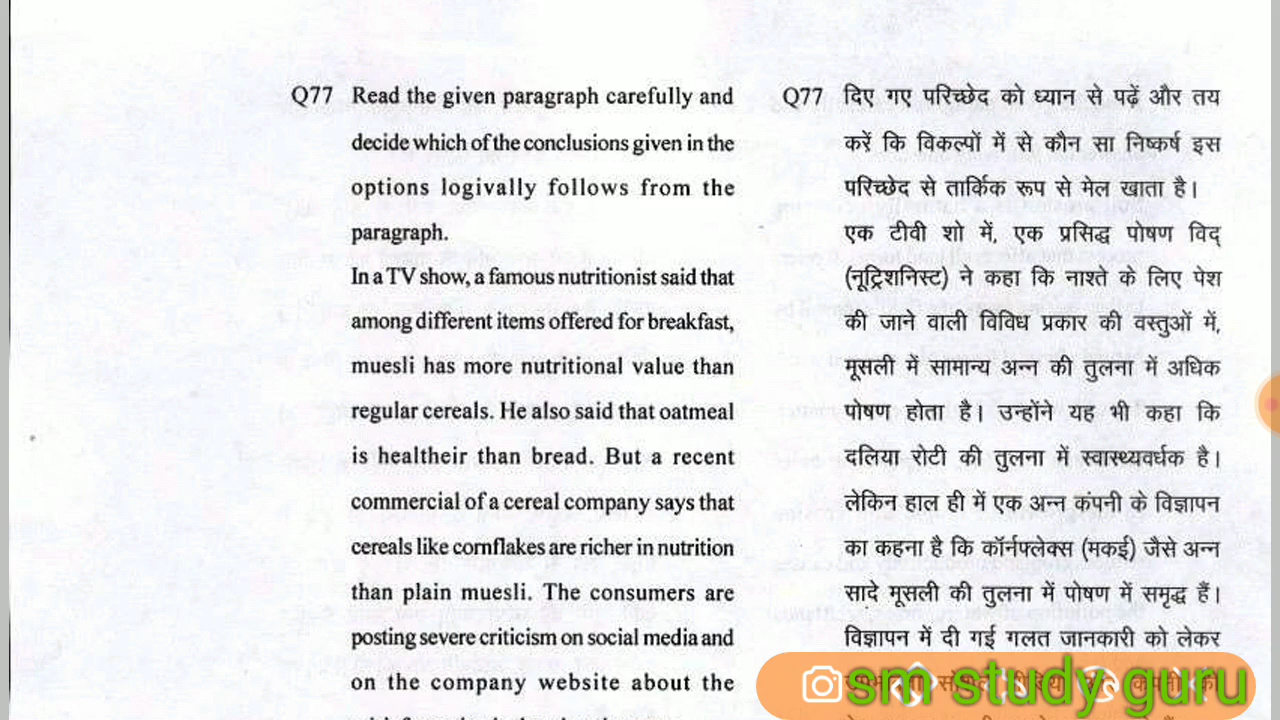 Q77 Read the given paragraph carefully and
decide which of the conclusions given in the
options logivally follows from the
paragraph.
In a TV show, a famous nutritionist said that
among different items offered for breakfast,
muesli has more nutritional value than
regular cereals. He also said that oatmeal
is healtheir than bread. But a recent
commercial of a cereal company says that
cereals like cornflakes are richer in nutrition
than plain muesli. The consumers are
posting severe criticism on social media and
on the company website about the
Q77 दिए गए परिच्छेद को ध्यान से पढ़ें और तय
करें कि विकल्पों में से कौन सा निष्कर्ष इस
परिच्छेद से तार्किक रूप से मेल खाता है।
एक टीवी शो में, एक प्रसिद्ध पोषण विद्
(नूट्रिशनिस्ट) ने कहा कि नाश्ते के लिए पेश
की जाने वाली विविध प्रकार की वस्तुओं में,
मूसली में सामान्य अन्न की तुलना में अधिक
पोषण होता है। उन्होंने यह भी कहा कि
दलिया रोटी की तुलना में स्वास्थ्यवर्धक है।
लेकिन हाल ही में एक अन्न कंपनी के विज्ञापन
का कहना है कि कॉर्नफ्लेक्स (मकई) जैसे अन्न
सादे मूसली की तुलना में पोषण में समृद्ध हैं।
विज्ञापन में दी गई गलत जानकारी को लेकर
sm study guru